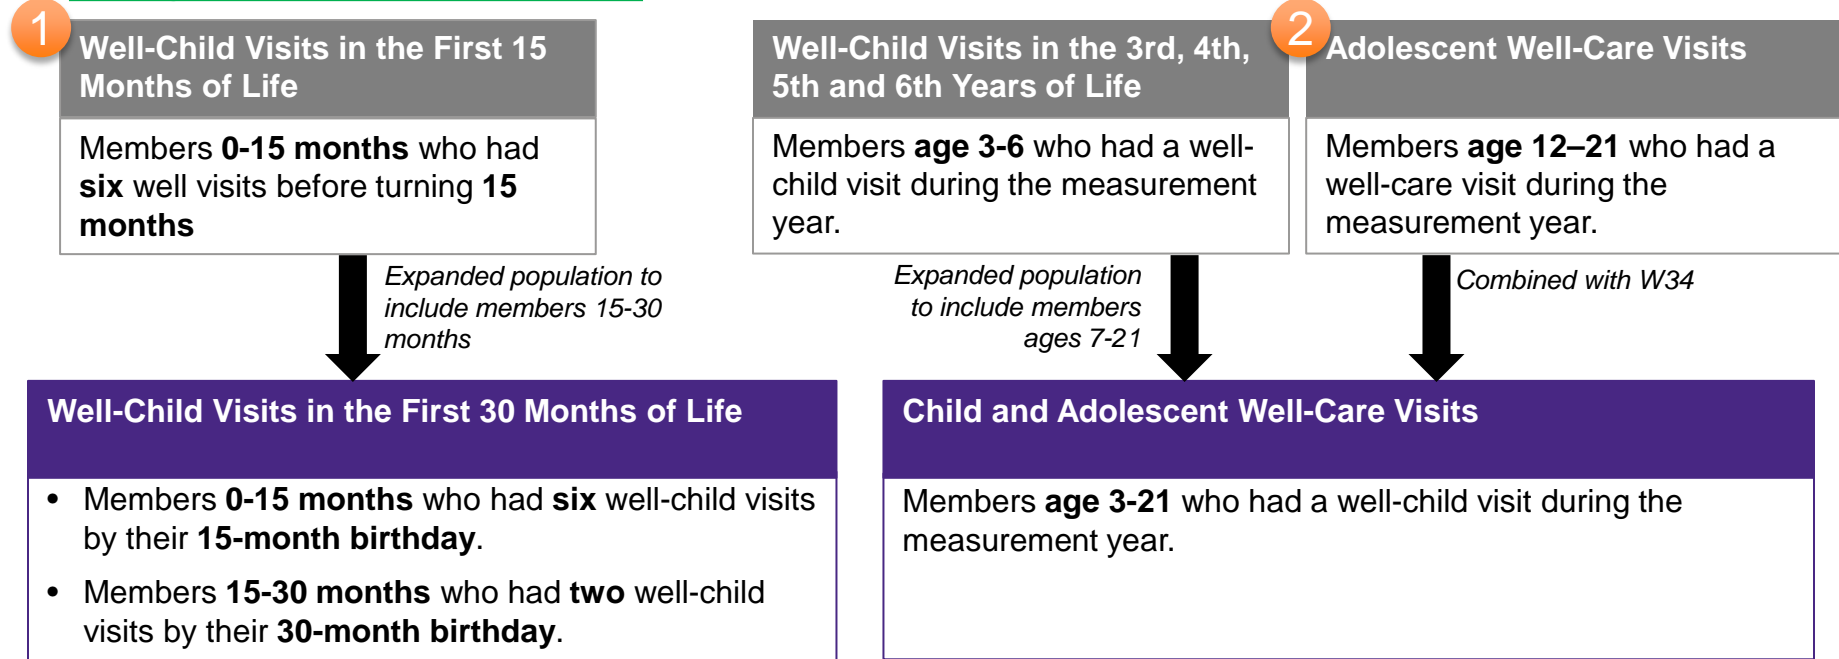 1
Well-Child Visits in the First 15
Months of Life
Members 0-15 months who had
six well visits before turning 15
months
Expanded population to
include members 15-30
months
Well-Child Visits in the First 30 Months of Life
• Members 0-15 months who had six well-child visits
by their 15-month birthday.
• Members 15-30 months who had two well-child
visits by their 30-month birthday.
Well-Child Visits in the 3rd, 4th,
5th and 6th Years of Life
Members age 3-6 who had a well-
child visit during the measurement
year.
Expanded population
to include members
ages 7-21
2
Adolescent Well-Care Visits
Members age 12–21 who had a
well-care visit during the
measurement year.
Combined with W34
Child and Adolescent Well-Care Visits
Members age 3-21 who had a well-child visit during the
measurement year.